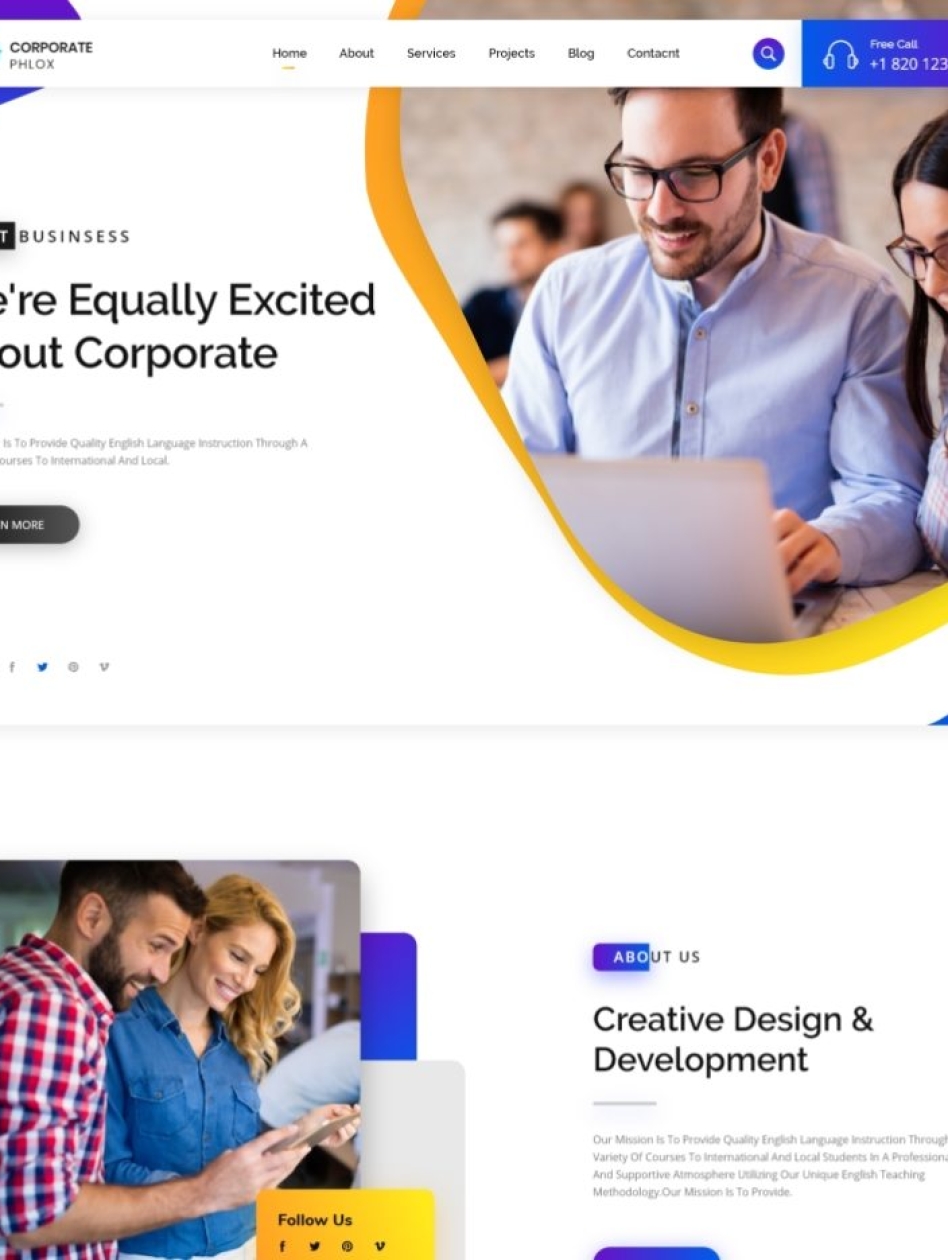 CORPORATE
PHLOX
Home About Services Projects Blog Contacnt
Free Call
+1 820 123
T BUSINSESS
e're Equally Excited
out Corporate
Is To Provide Quality English Language Instruction Through A
ourses To International And Local.
N MORE
ABOUT US
Creative Design &
Development
Our Mission Is To Provide Quality English Language Instruction Through
Variety Of Courses To International And Local Students In A Professiona
And Supportive Atmosphere Utilizing Our Unique English Teaching
Methodology.Our Mission Is To Provide.
Follow Us